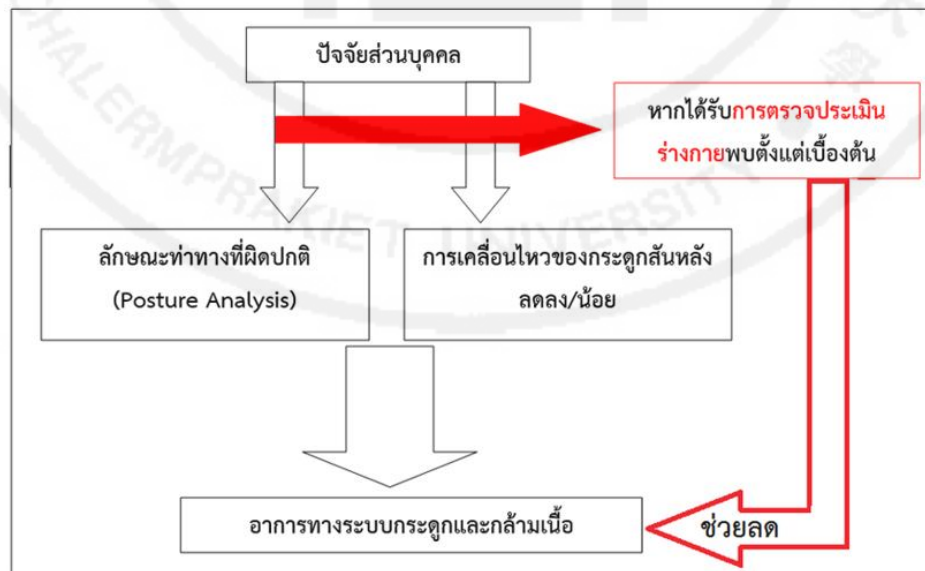 ปัจจัยส่วนบุคคล
หากได้รับการตรวจประเมิน
ร่างกายพบตั้งแต่เบื้องต้น
ลักษณะท่าทางที่ผิดปกติ
(Posture Analysis)
การเคลื่อนไหวของกระดูกสันหลัง
ลดลง/น้อย
อาการทางระบบกระดูกและกล้ามเนื้อ
ช่วยลด
CHALERMPRAKIET UNIVERSITY